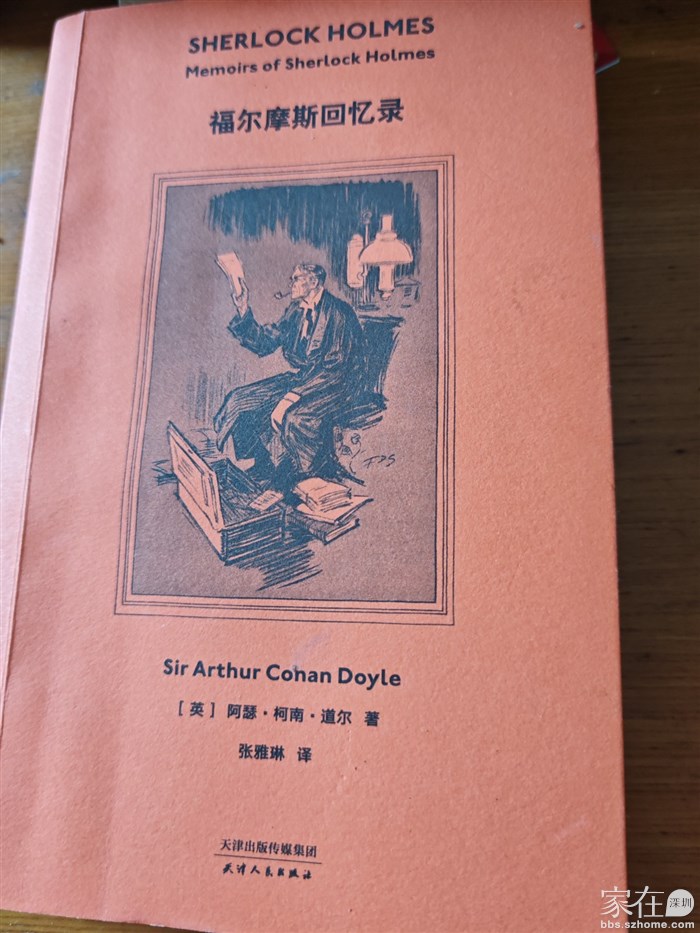 SHERLOCK HOLMES
Memoirs of Sherlock Holmes
福尔摩斯回忆录
FDS
Sir Arthur Conan Doyle
[英] 阿瑟·柯南·道尔 著
张雅琳 译
天津出版传媒集团
天津人民出版社
家在深圳
bbs.szhome.com